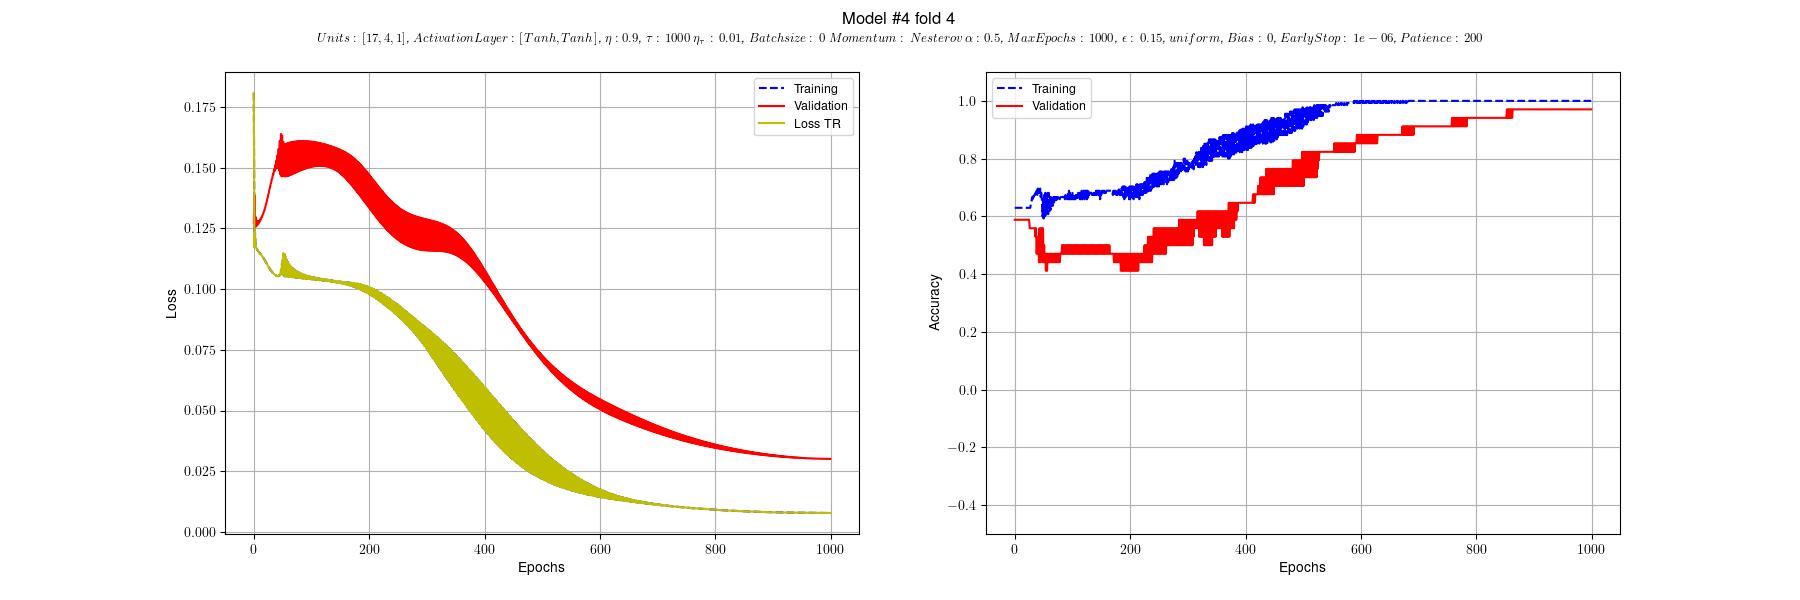 Model #4 fold 4
Units : [17, 4, 1], ActivationLayer : [Tanh, Tanh], η : 0.9, τ : 1000 η_τ : 0.01, Batchsize : 0 Momentum : Nesterov α : 0.5, MaxEpochs : 1000, ϵ : 0.15, uniform, Bias : 0, EarlyStop : 1e − 06, Patience : 200
Training
Validation
Loss TR
0.175
0.150
0.125
0.100
0.075
0.050
0.025
0.000
Loss
0 200 400 600 800 1000
Epochs
Training
Validation
1.0
0.8
0.6
0.4
0.2
0.0
−0.2
−0.4
Accuracy
0 200 400 600 800 1000
Epochs